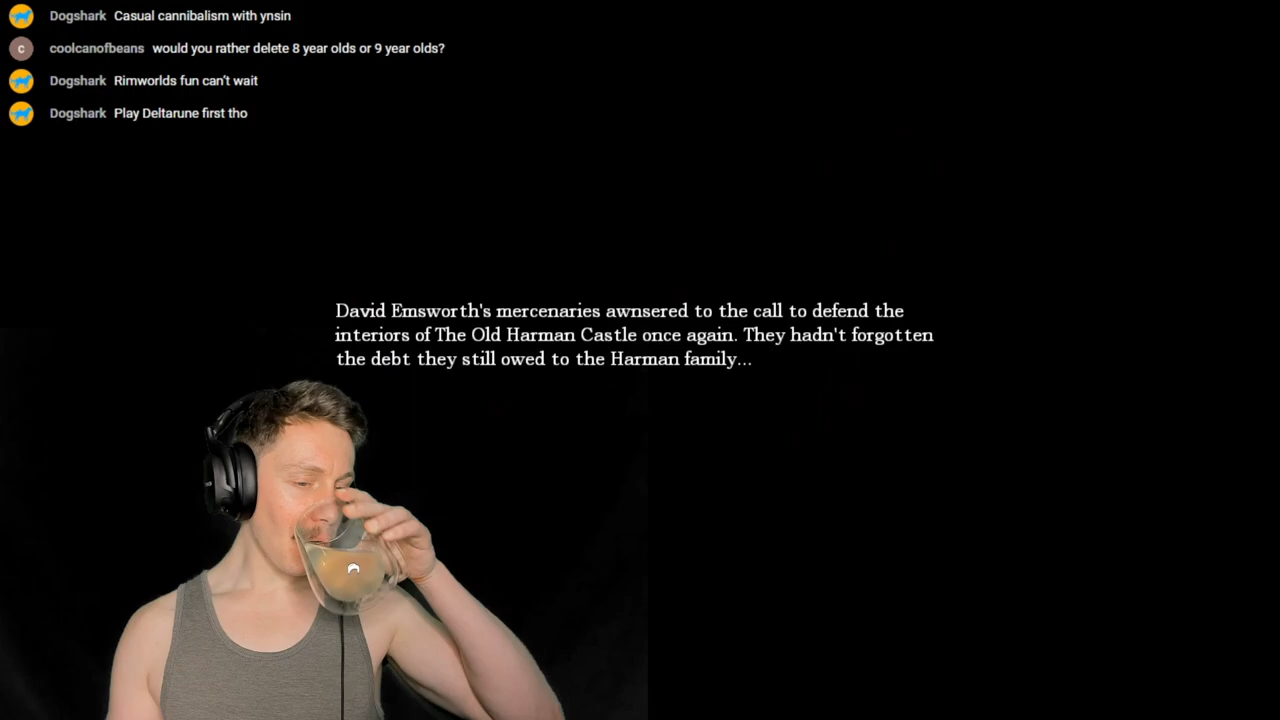 Dogshark Casual cannibalism with ynsin
c coolcanofbeans would you rather delete 8 year olds or 9 year olds?
Dogshark Rimworlds fun can't wait
Dogshark Play Deltarune first tho
David Emsworth's mercenaries awnsered to the call to defend the
interiors of The Old Harman Castle once again. They hadn't forgotten
the debt they still owed to the Harman family...